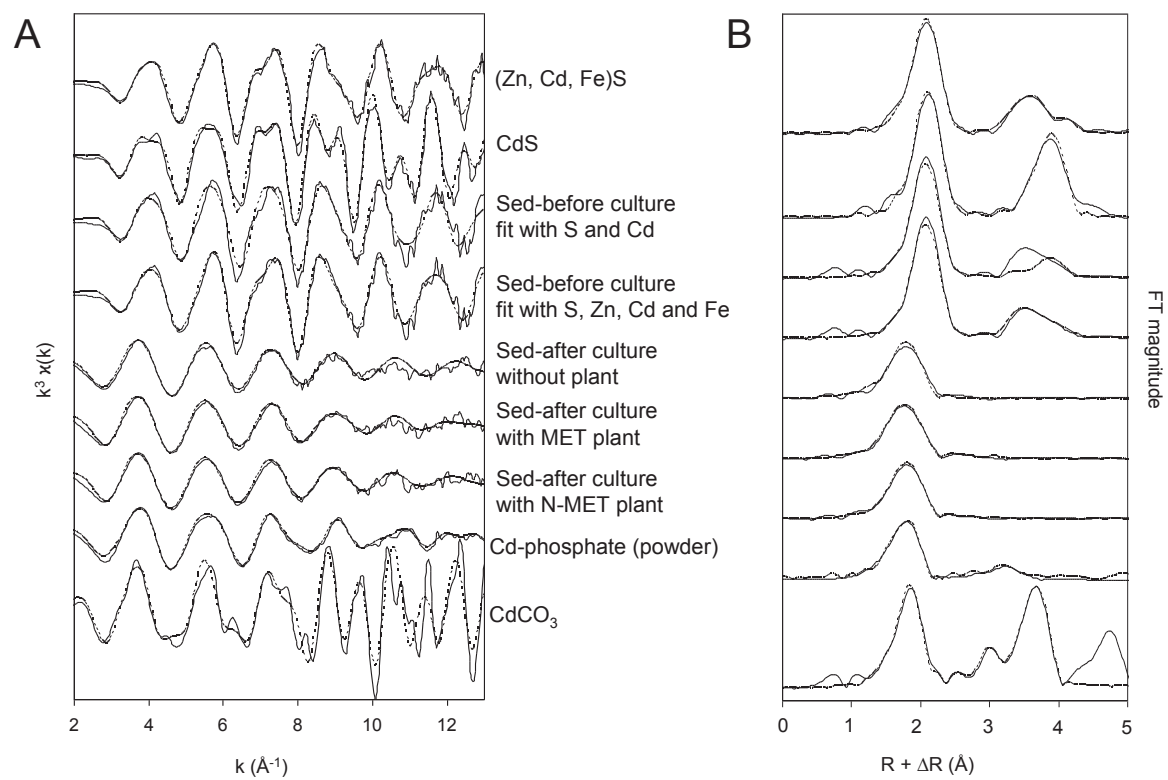 A
B
(Zn, Cd, Fe)S
CdS
Sed-before culture
fit with S and Cd
Sed-before culture
fit with S, Zn, Cd and Fe
Sed-after culture
without plant
Sed-after culture
with MET plant
Sed-after culture
with N-MET plant
Cd-phosphate (powder)
CdCO₃
k³ χ(k)
FT magnitude
2 4 6 8 10 12
0 1 2 3 4 5
k (Å⁻¹)
R + ΔR (Å)